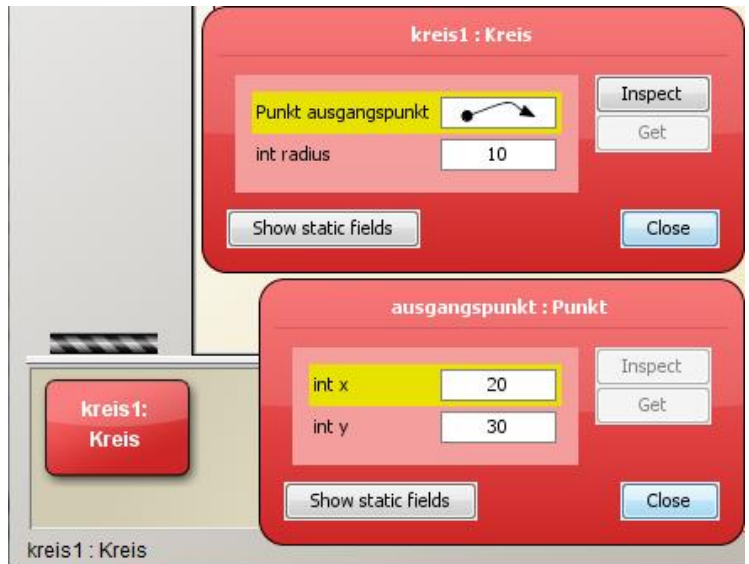 kreis1 : Kreis
Punkt ausgangspunkt
Inspect
Get
int radius 10
Show static fields Close
ausgangspunkt : Punkt
int x 20
Inspect
Get
int y 30
Show static fields Close
kreis1:
Kreis
kreis1 : Kreis